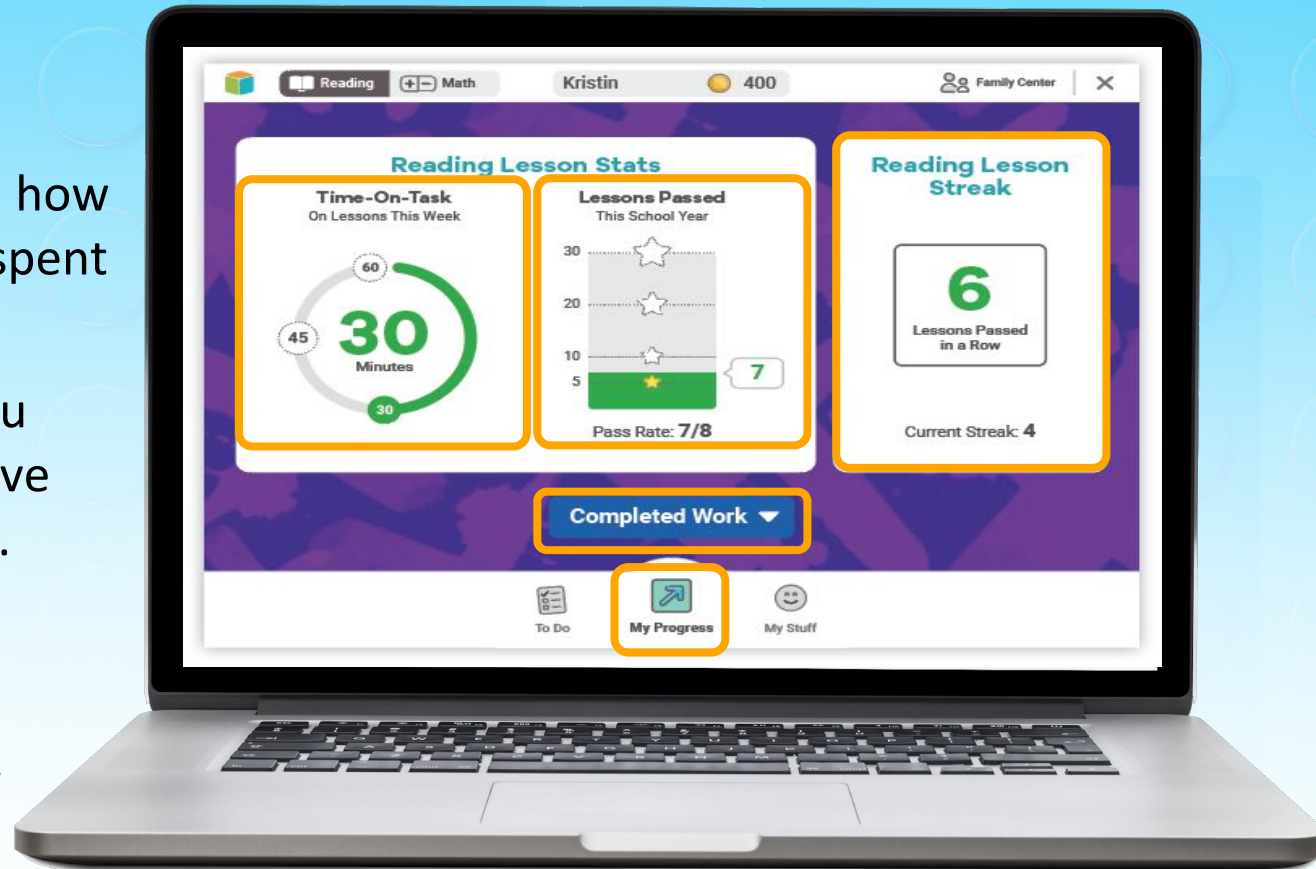 how
spent
u
ve
.
Reading
Math
Kristin
400
Family Center
Reading Lesson Stats
Time-On-Task
On Lessons This Week
60
45
30
Minutes
30
Lessons Passed
This School Year
30
20
10
5
7
Pass Rate: 7/8
Reading Lesson
Streak
6
Lessons Passed
in a Row
Current Streak: 4
Completed Work
To Do
My Progress
My Stuff